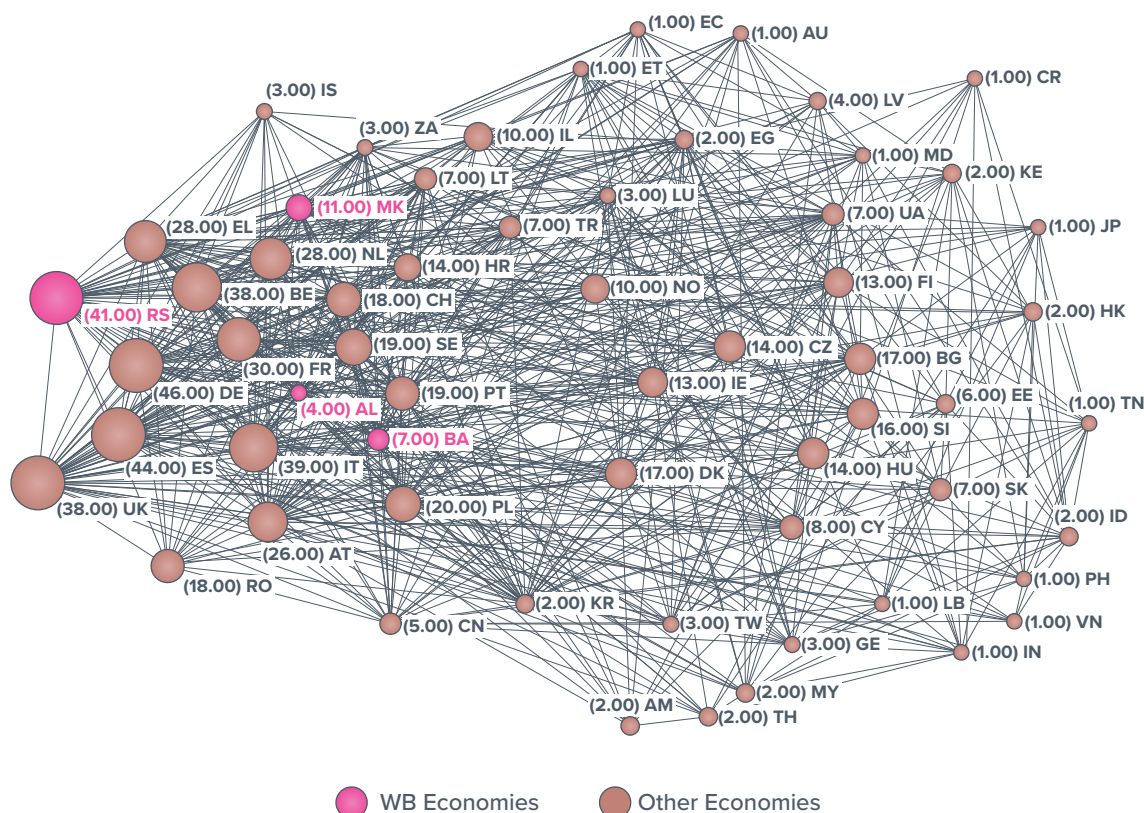 (1.00) EC
(1.00) AU
(1.00) ET
(1.00) CR
(3.00) IS
(4.00) LV
(3.00) ZA
(10.00) IL
(2.00) EG
(1.00) MD
(2.00) KE
(7.00) LT
(3.00) LU
(11.00) MK
(7.00) UA
(28.00) EL
(7.00) TR
(1.00) JP
(28.00) NL
(14.00) HR
(13.00) FI
(38.00) BE
(18.00) CH
(10.00) NO
(41.00) RS
(2.00) HK
(19.00) SE
(14.00) CZ
(17.00) BG
(30.00) FR
(13.00) IE
(46.00) DE
(19.00) PT
(6.00) EE
(1.00) TN
(4.00) AL
(16.00) SI
(7.00) BA
(44.00) ES
(39.00) IT
(17.00) DK
(14.00) HU
(7.00) SK
(38.00) UK
(20.00) PL
(2.00) ID
(8.00) CY
(26.00) AT
(1.00) PH
(18.00) RO
(2.00) KR
(1.00) LB
(5.00) CN
(3.00) TW
(1.00) VN
(3.00) GE
(1.00) IN
(2.00) MY
(2.00) AM
(2.00) TH
WB Economies
Other Economies